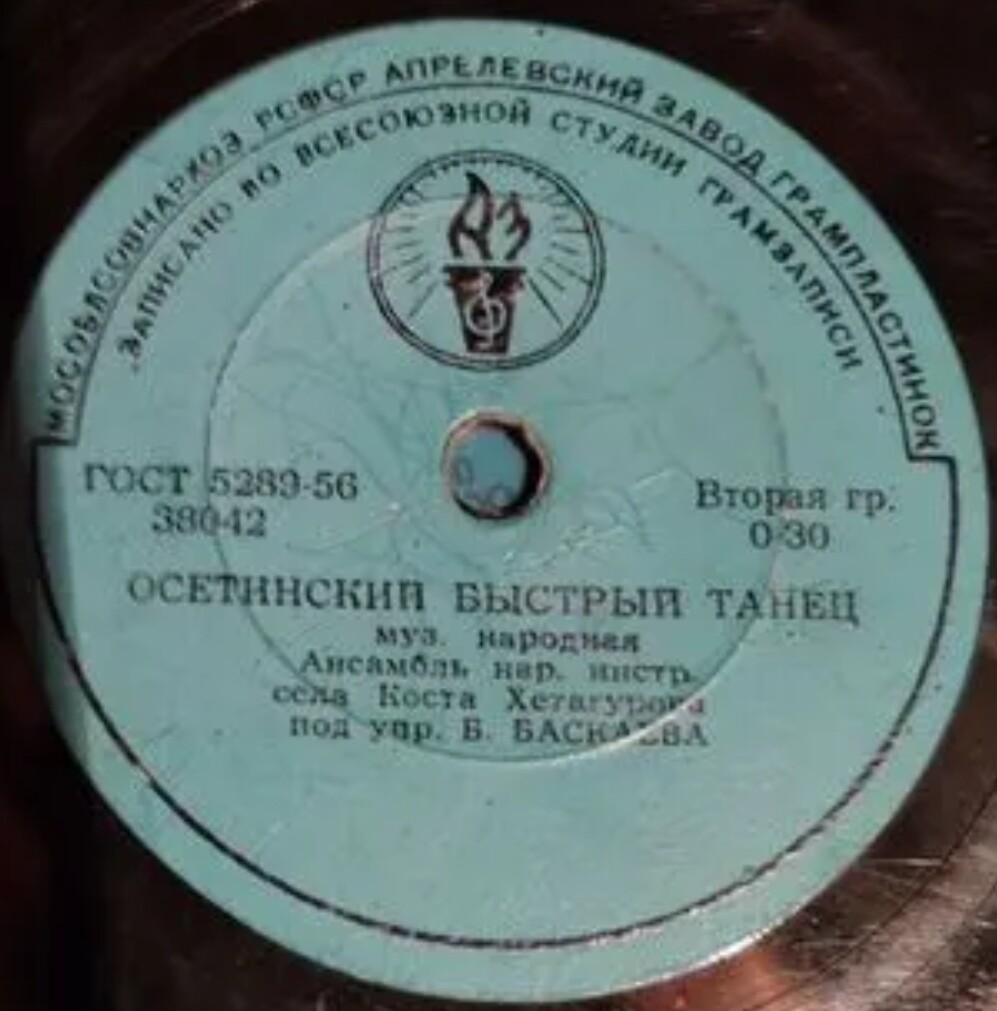 МОСОБЛСОВНАРХОЗ РСФСР АПРЕЛЕВСКИЙ ЗАВОД ГРАМПЛАСТИНОК
ЗАПИСАНО ВО ВСЕСОЮЗНОЙ СТУДИИ ГРАМЗАПИСИ
АЗ
ГОСТ 5289-56
38042
Вторая гр.
0-30
ОСЕТИНСКИЙ БЫСТРЫЙ ТАНЕЦ
муз. народная
Ансамбль нар. инстр.
села Коста Хетагурова
под упр. Б. БАСКАЕВА